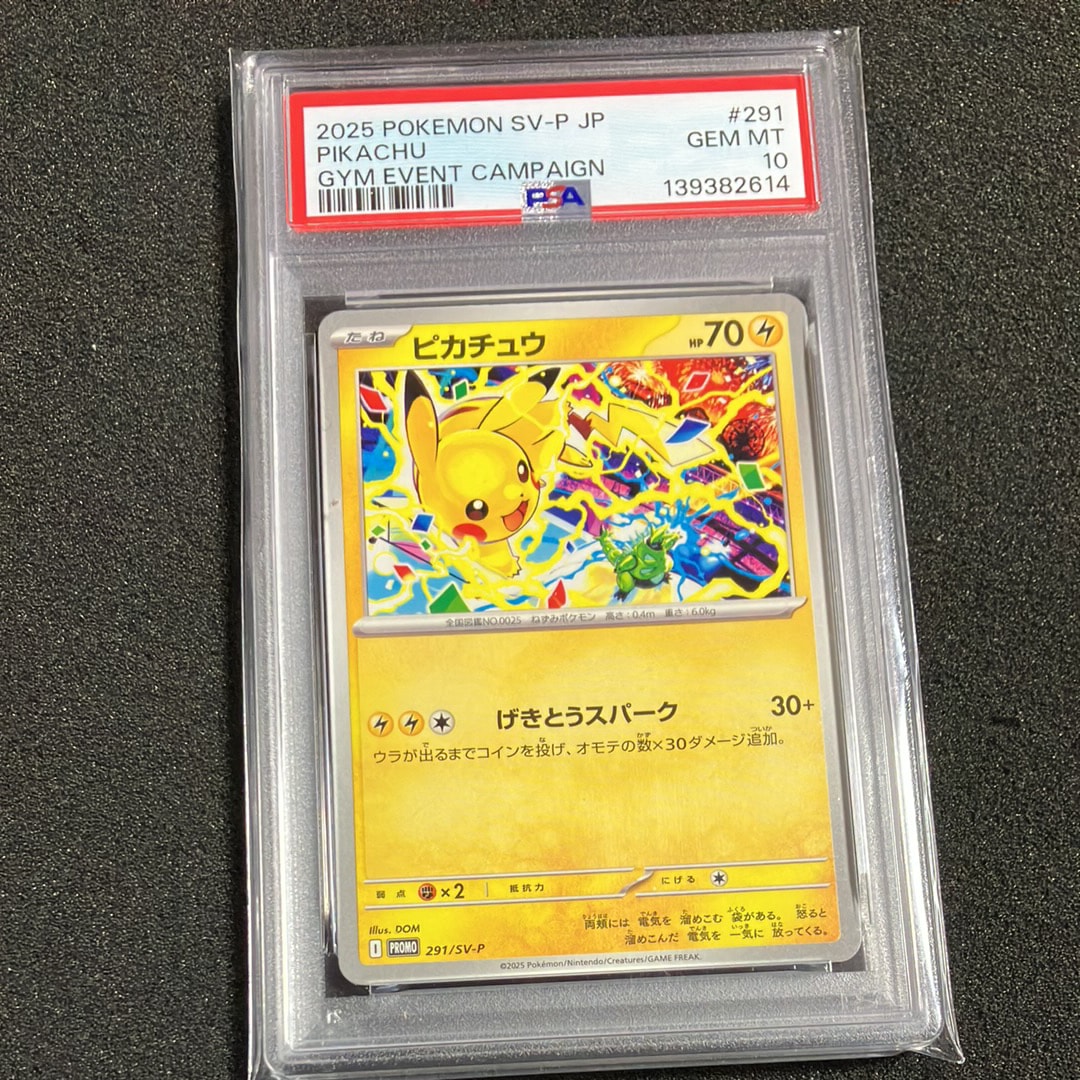 2025 POKEMON SV-P JP #291
PIKACHU GEM MT
GYM EVENT CAMPAIGN 10
PSA 139382614
たね ピカチュウ HP70
全国図鑑NO.0025 ねずみポケモン 高さ:0.4m 重さ:6.0kg
げきとうスパーク 30+
ウラが出るまでコインを投げ、オモテの数×30ダメージ追加。
弱点 ×2 抵抗力 にげる
Illus. DOM
両頬には 電気を 溜めこむ 袋がある。 怒ると
溜めこんだ 電気を 一気に 放ってくる。
I PROMO 291/SV-P
©2025 Pokémon/Nintendo/Creatures/GAME FREAK.